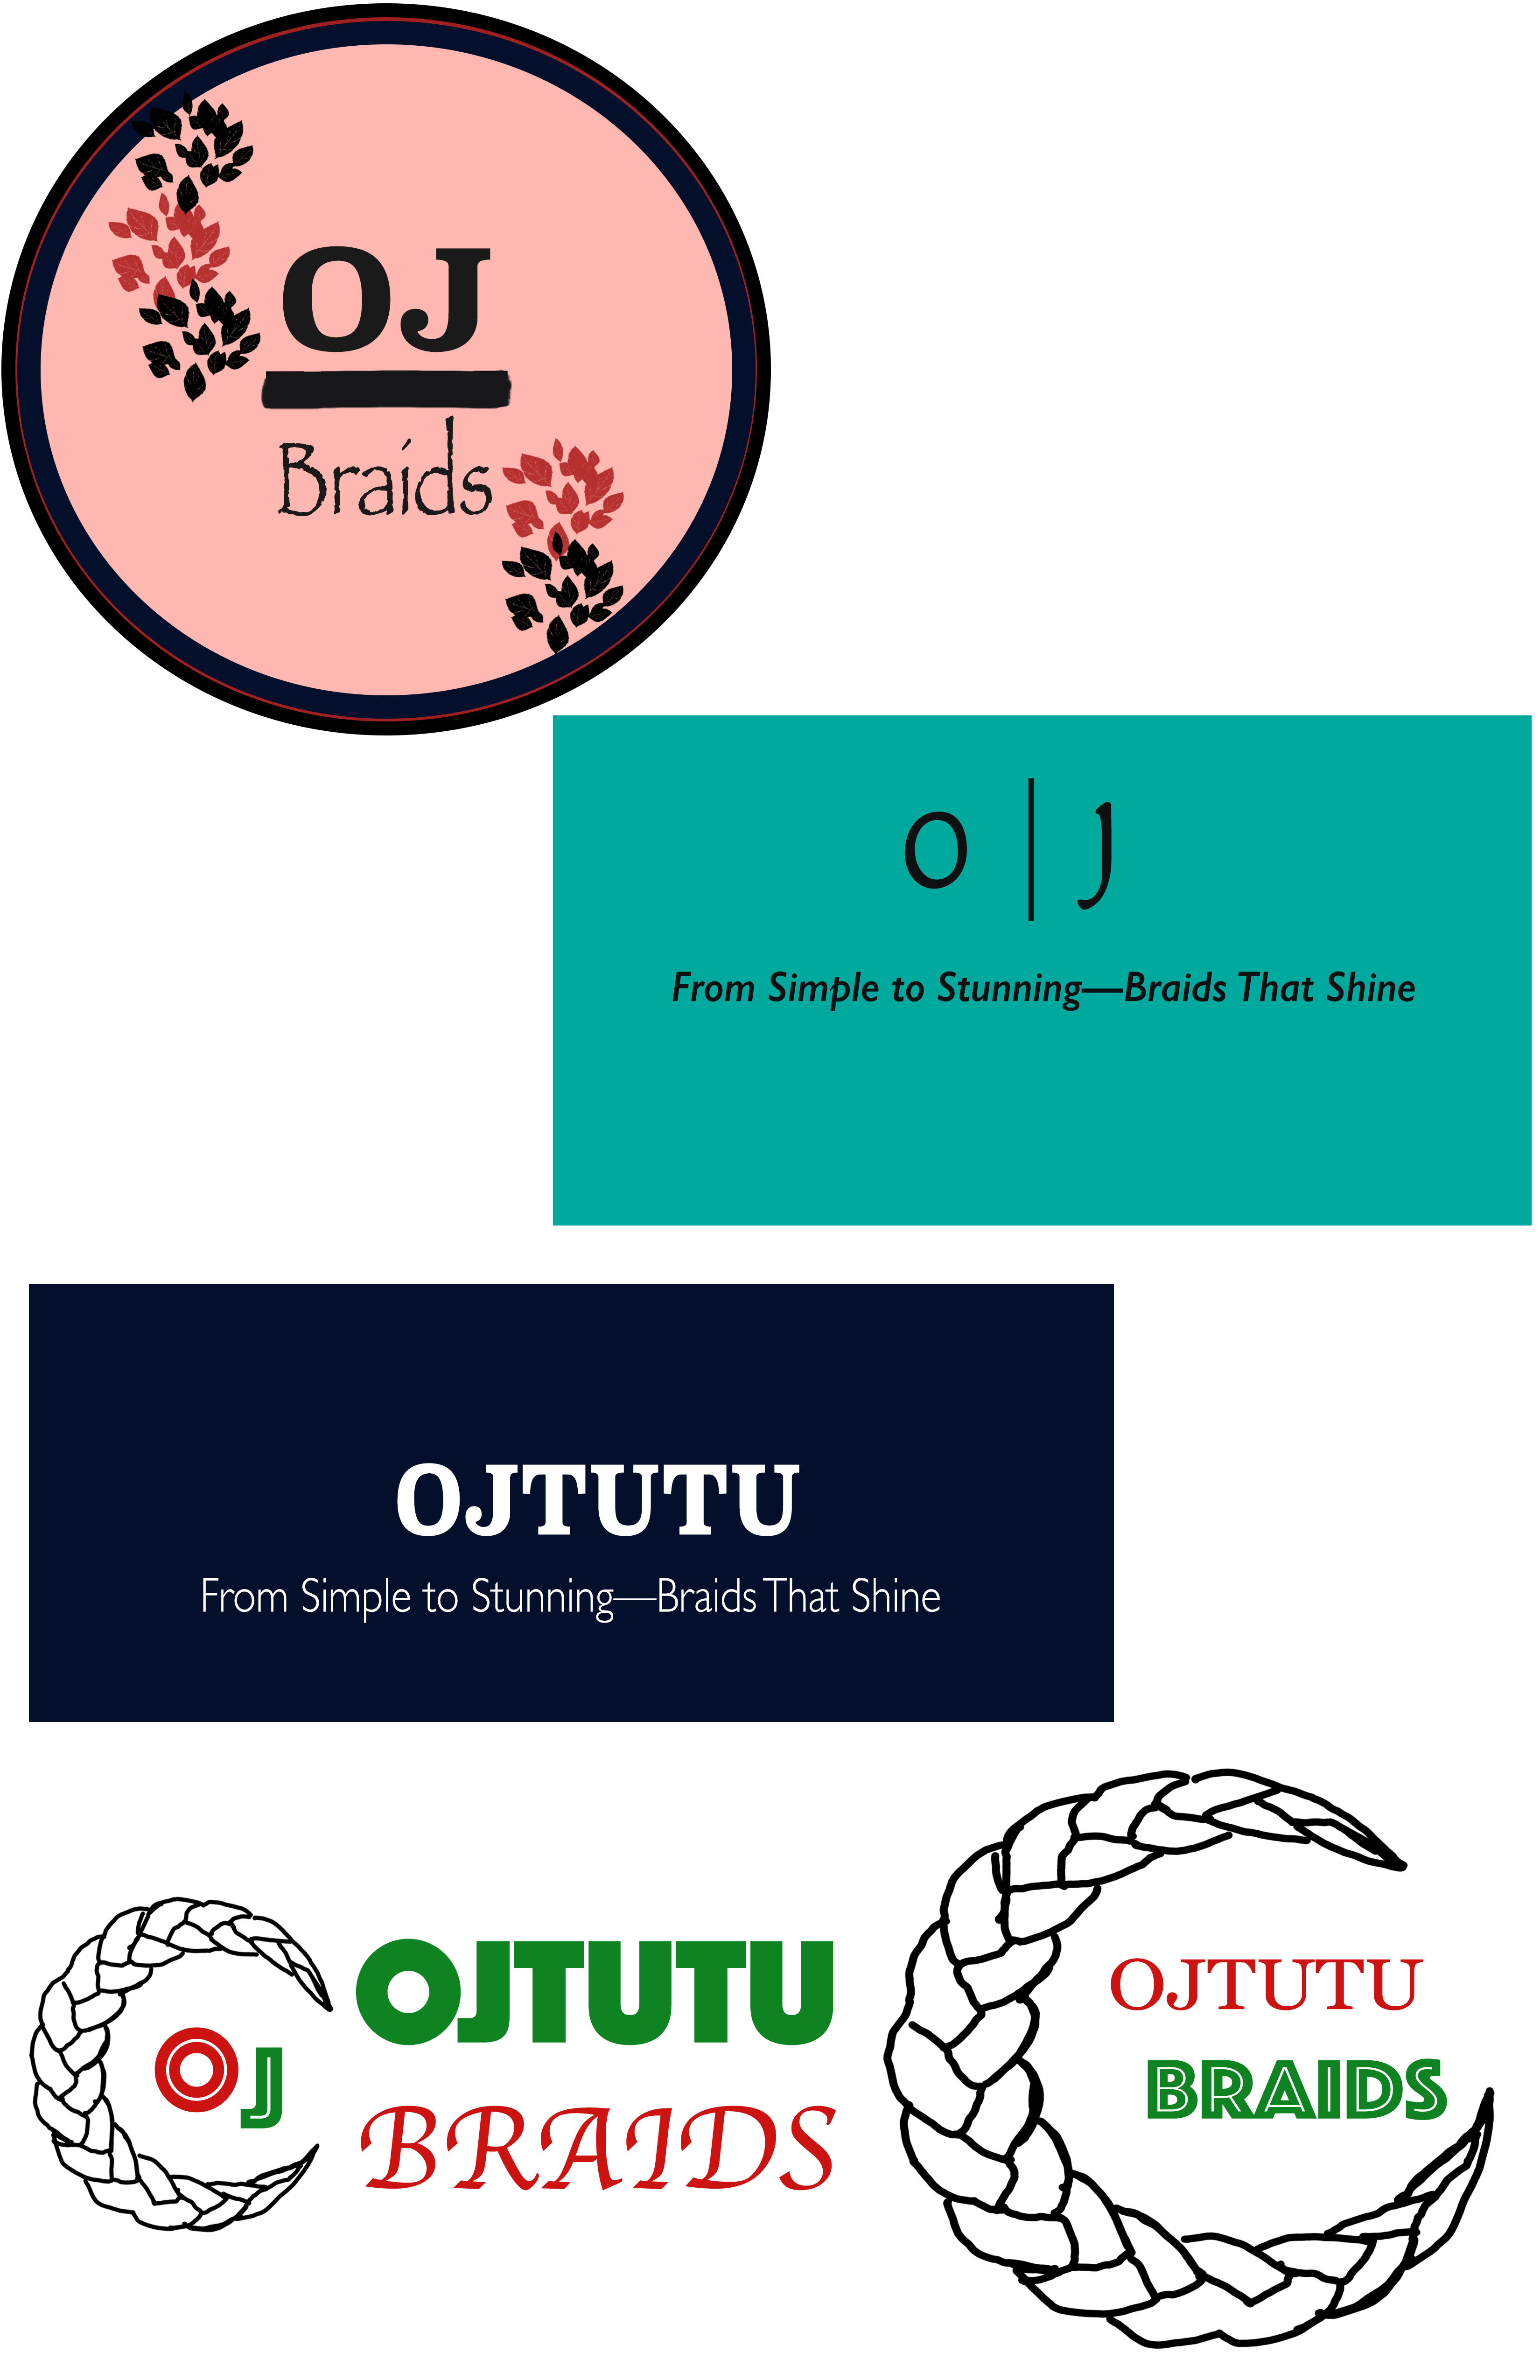 OJ
Braids
O | J
From Simple to Stunning—Braids That Shine
OJTUTU
From Simple to Stunning—Braids That Shine
OJ
OJTUTU
BRAIDS
OJTUTU
BRAIDS